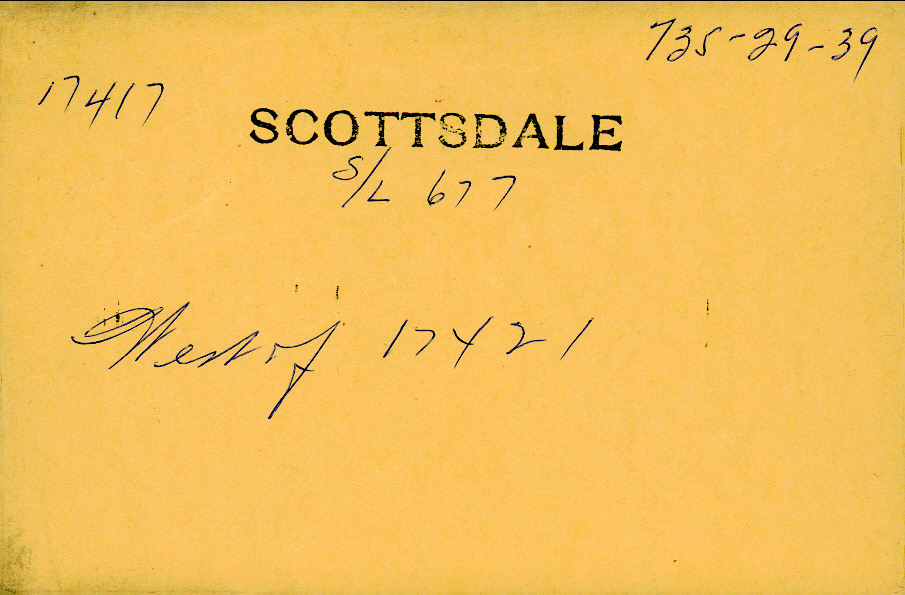 735-29-39
17417
SCOTTSDALE
S/L 677
West of 17421